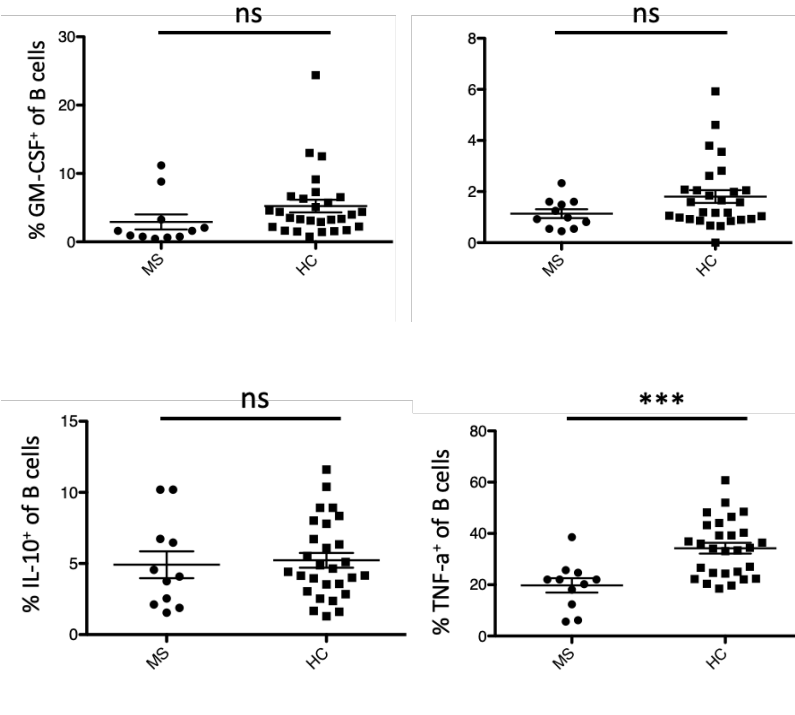 ns
% GM-CSF⁺ of B cells
30
20
10
0
MS
HC
ns
8
6
4
2
0
MS
HC
ns
% IL-10⁺ of B cells
15
10
5
0
MS
HC
***
% TNF-a⁺ of B cells
80
60
40
20
0
MS
HC